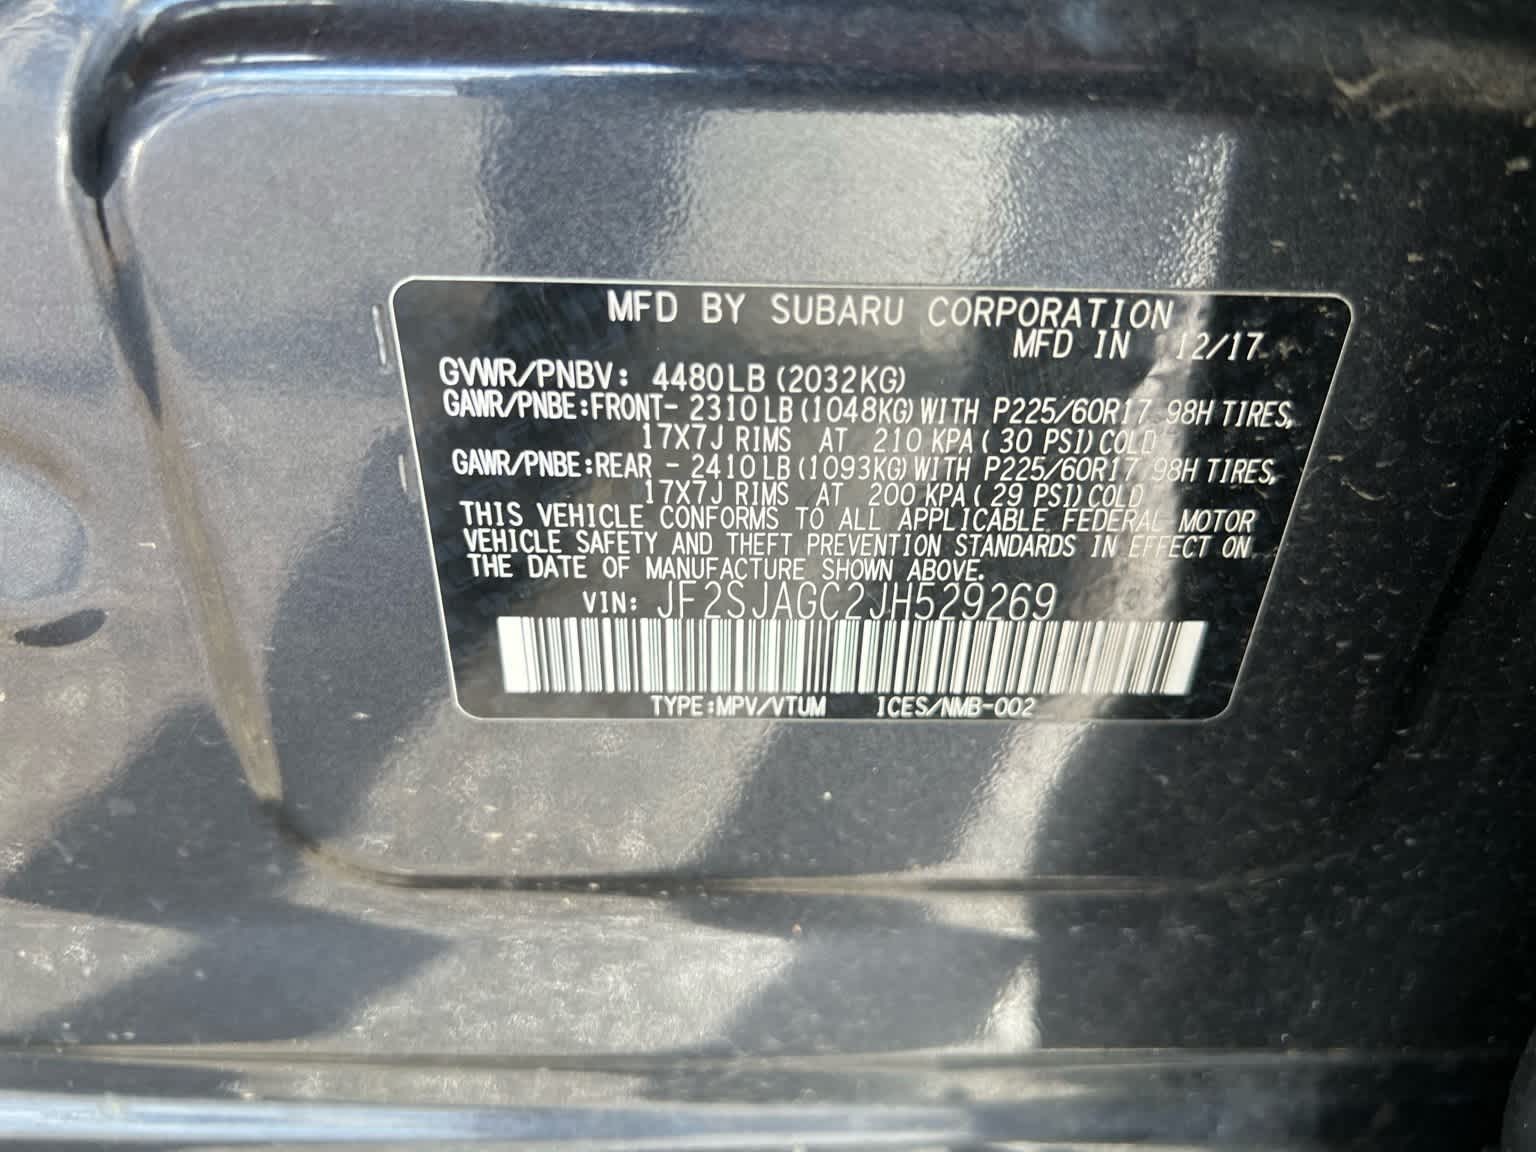 MFD BY SUBARU CORPORATION
MFD IN 12/17
GVWR/PNBV: 4480LB (2032KG)
GAWR/PNBE:FRONT- 2310LB (1048KG) WITH P225/60R17 98H TIRES,
17X7J RIMS AT 210 KPA ( 30 PSI) COLD
GAWR/PNBE:REAR - 2410LB (1093KG) WITH P225/60R17 98H TIRES,
17X7J RIMS AT 200 KPA ( 29 PSI) COLD
THIS VEHICLE CONFORMS TO ALL APPLICABLE FEDERAL MOTOR
VEHICLE SAFETY AND THEFT PREVENTION STANDARDS IN EFFECT ON
THE DATE OF MANUFACTURE SHOWN ABOVE.
VIN: JF2SJAGC2JH529269
TYPE:MPV/VTUM ICES/NMB-002